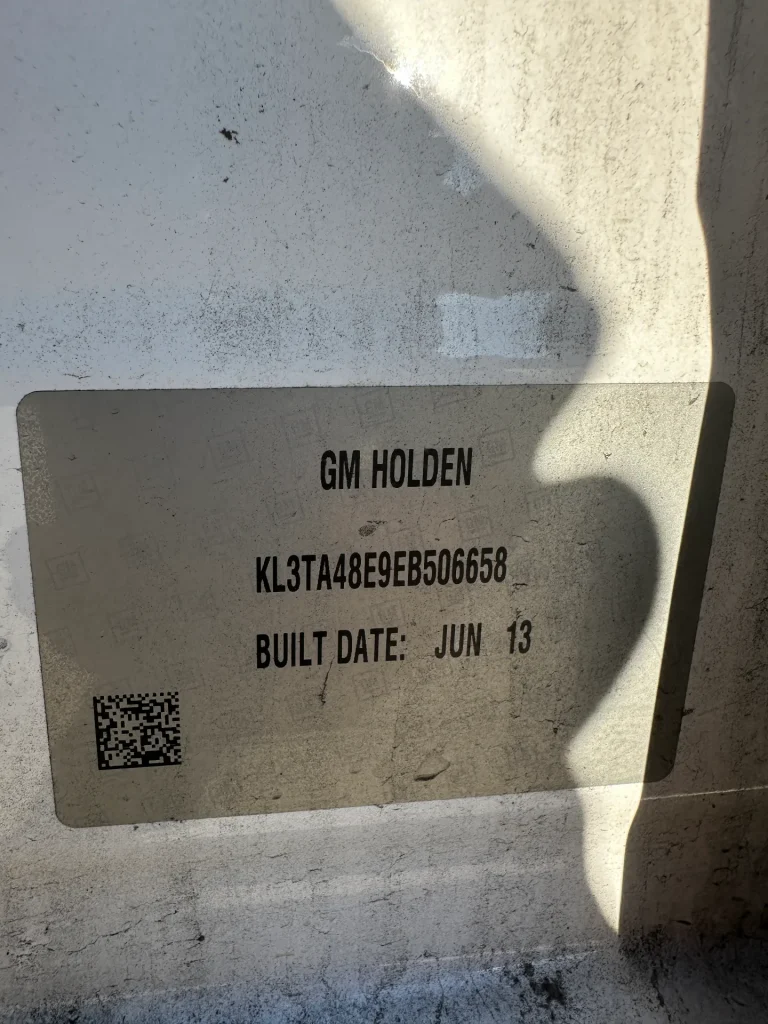 GM HOLDEN
KL3TA48E9EB506658
BUILT DATE: JUN 13